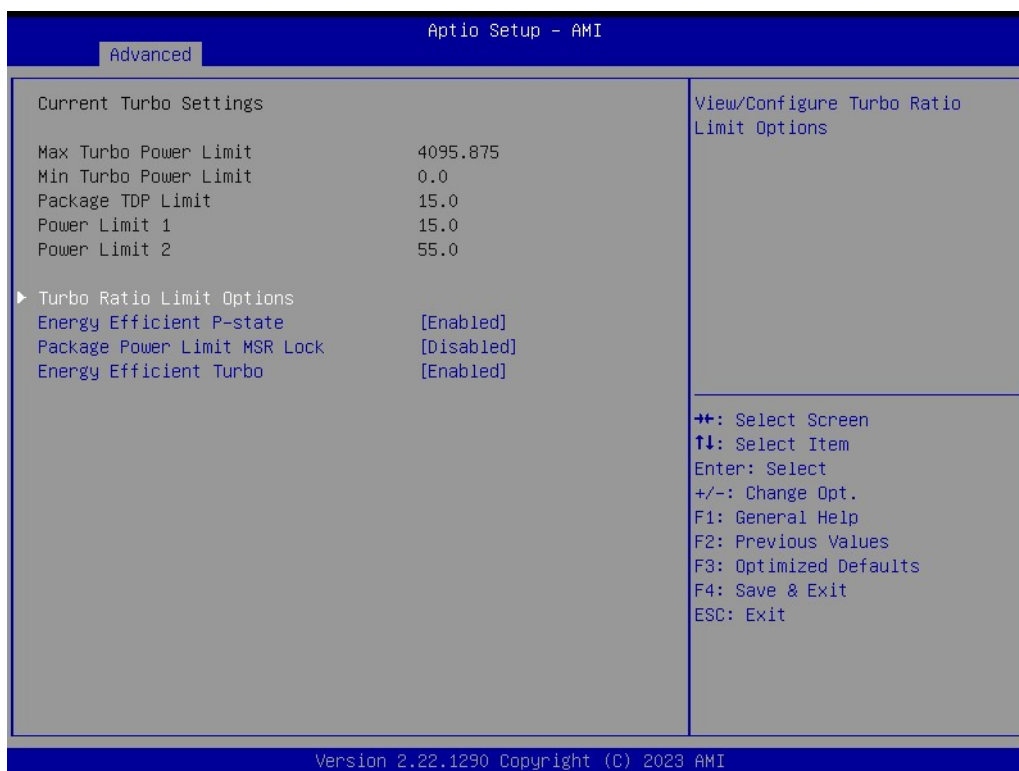 Aptio Setup – AMI
Advanced
Current Turbo Settings
Max Turbo Power Limit 4095.875
Min Turbo Power Limit 0.0
Package TDP Limit 15.0
Power Limit 1 15.0
Power Limit 2 55.0
▶ Turbo Ratio Limit Options
Energy Efficient P-state [Enabled]
Package Power Limit MSR Lock [Disabled]
Energy Efficient Turbo [Enabled]
View/Configure Turbo Ratio
Limit Options
→←: Select Screen
↑↓: Select Item
Enter: Select
+/-: Change Opt.
F1: General Help
F2: Previous Values
F3: Optimized Defaults
F4: Save & Exit
ESC: Exit
Version 2.22.1290 Copyright (C) 2023 AMI